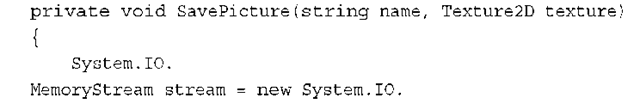 private void SavePicture(string name, Texture2D texture)
{
System.IO.
MemoryStream stream = new System.IO.